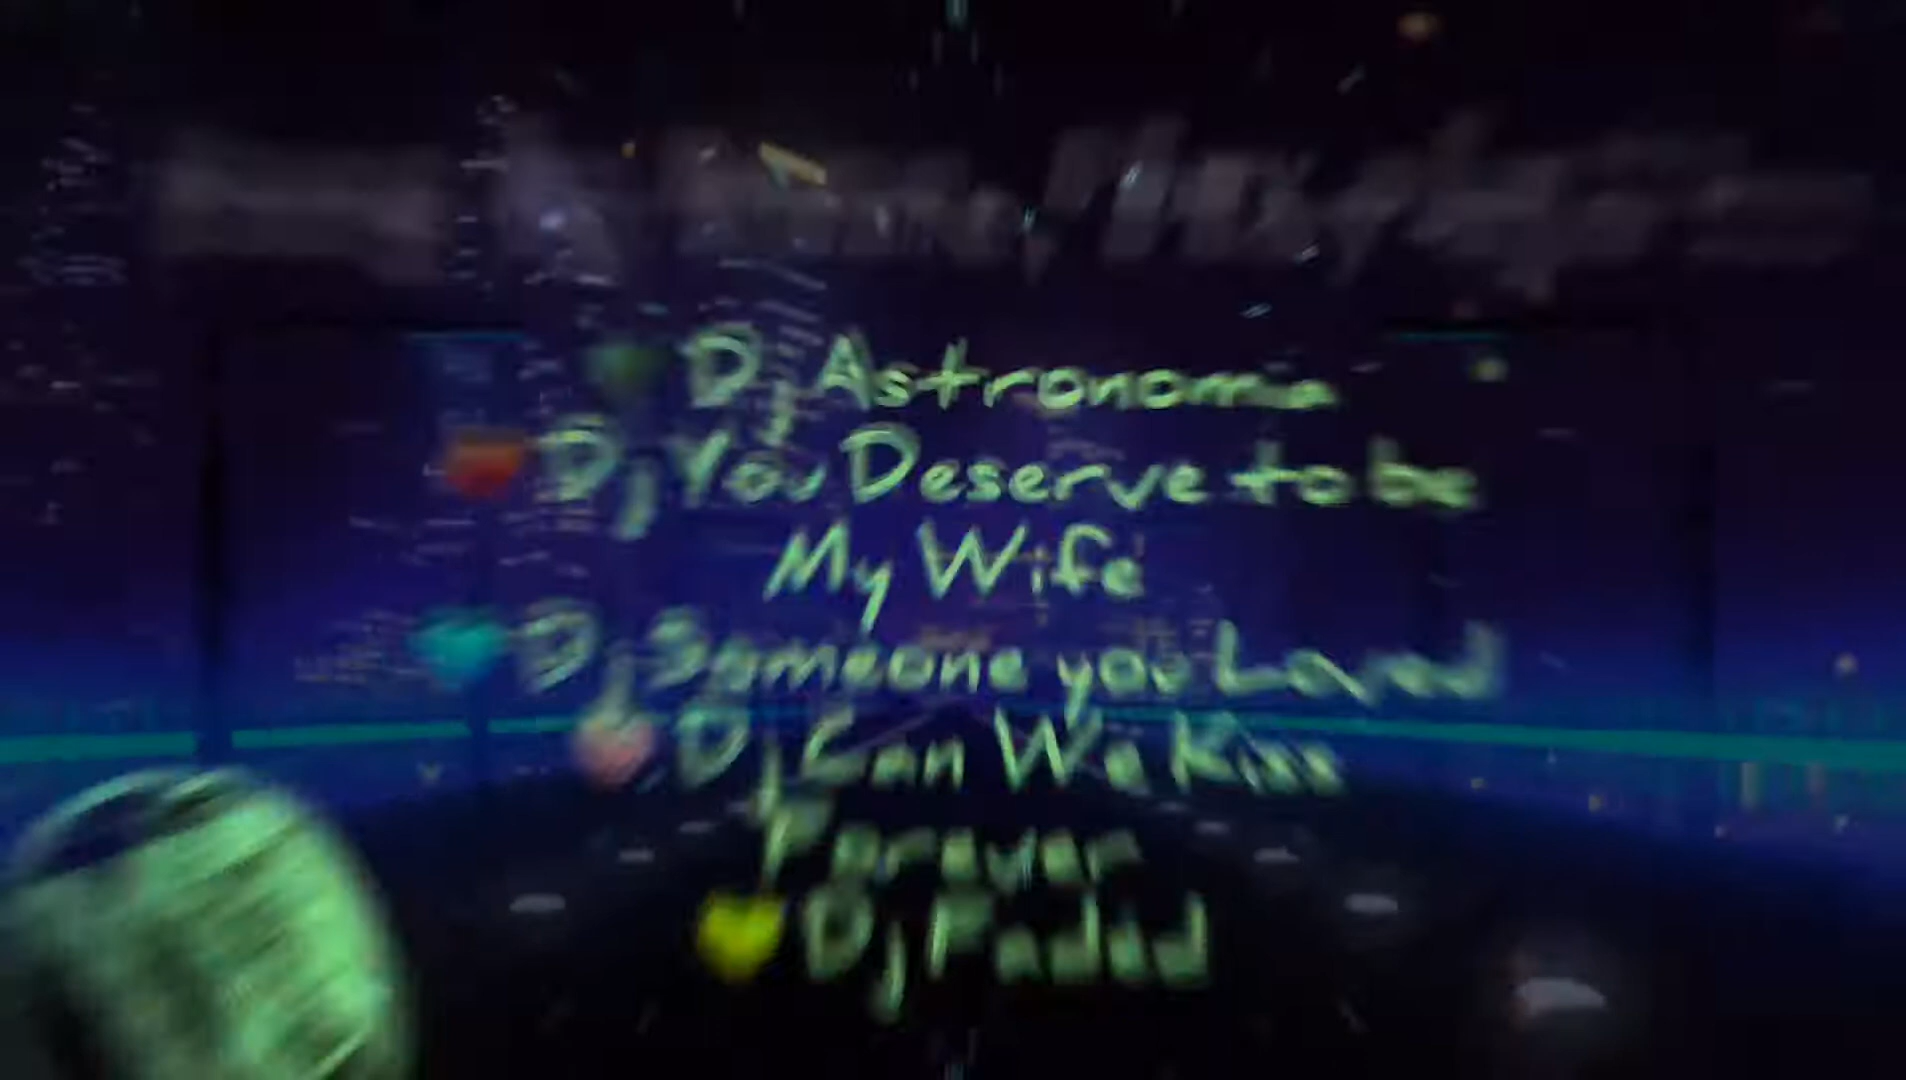 💚 Dj Astronomia
❤️ Dj You Deserve to be
My Wife
💙 Dj Someone you Loved
Dj Can We Kiss
Forever
💛 Dj Faded